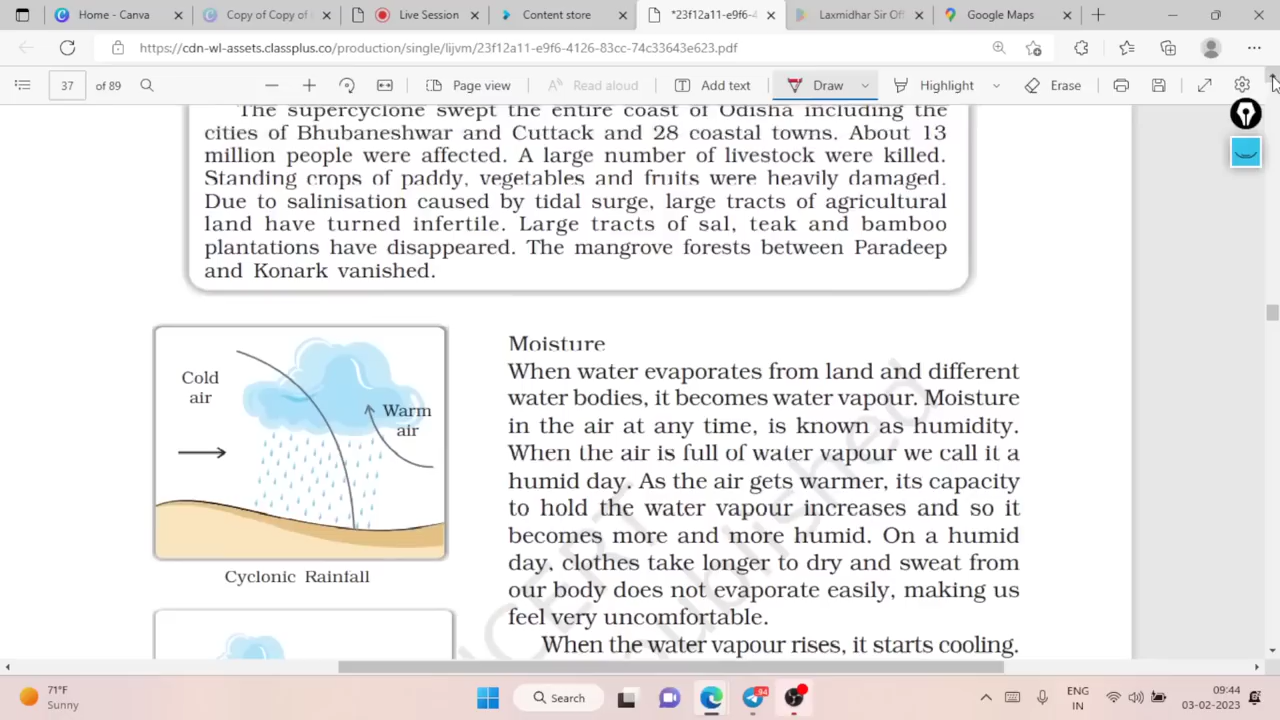 Home - Canva
Copy of Copy of
Live Session
Content store
*23f12a11-e9f6-4
Laxmidhar Sir Off
Google Maps
https://cdn-wl-assets.classplus.co/production/single/lijvm/23f12a11-e9f6-4126-83cc-74c33643e623.pdf
37 of 89
Page view
Read aloud
Add text
Draw
Highlight
Erase
The supercyclone swept the entire coast of Odisha including the
cities of Bhubaneshwar and Cuttack and 28 coastal towns. About 13
million people were affected. A large number of livestock were killed.
Standing crops of paddy, vegetables and fruits were heavily damaged.
Due to salinisation caused by tidal surge, large tracts of agricultural
land have turned infertile. Large tracts of sal, teak and bamboo
plantations have disappeared. The mangrove forests between Paradeep
and Konark vanished.
Cold
air
Warm
air
Cyclonic Rainfall
Moisture
When water evaporates from land and different
water bodies, it becomes water vapour. Moisture
in the air at any time, is known as humidity.
When the air is full of water vapour we call it a
humid day. As the air gets warmer, its capacity
to hold the water vapour increases and so it
becomes more and more humid. On a humid
day, clothes take longer to dry and sweat from
our body does not evaporate easily, making us
feel very uncomfortable.
When the water vapour rises, it starts cooling.
NCERT
published
71°F
Sunny
Search
94
ENG
IN
09:44
03-02-2023